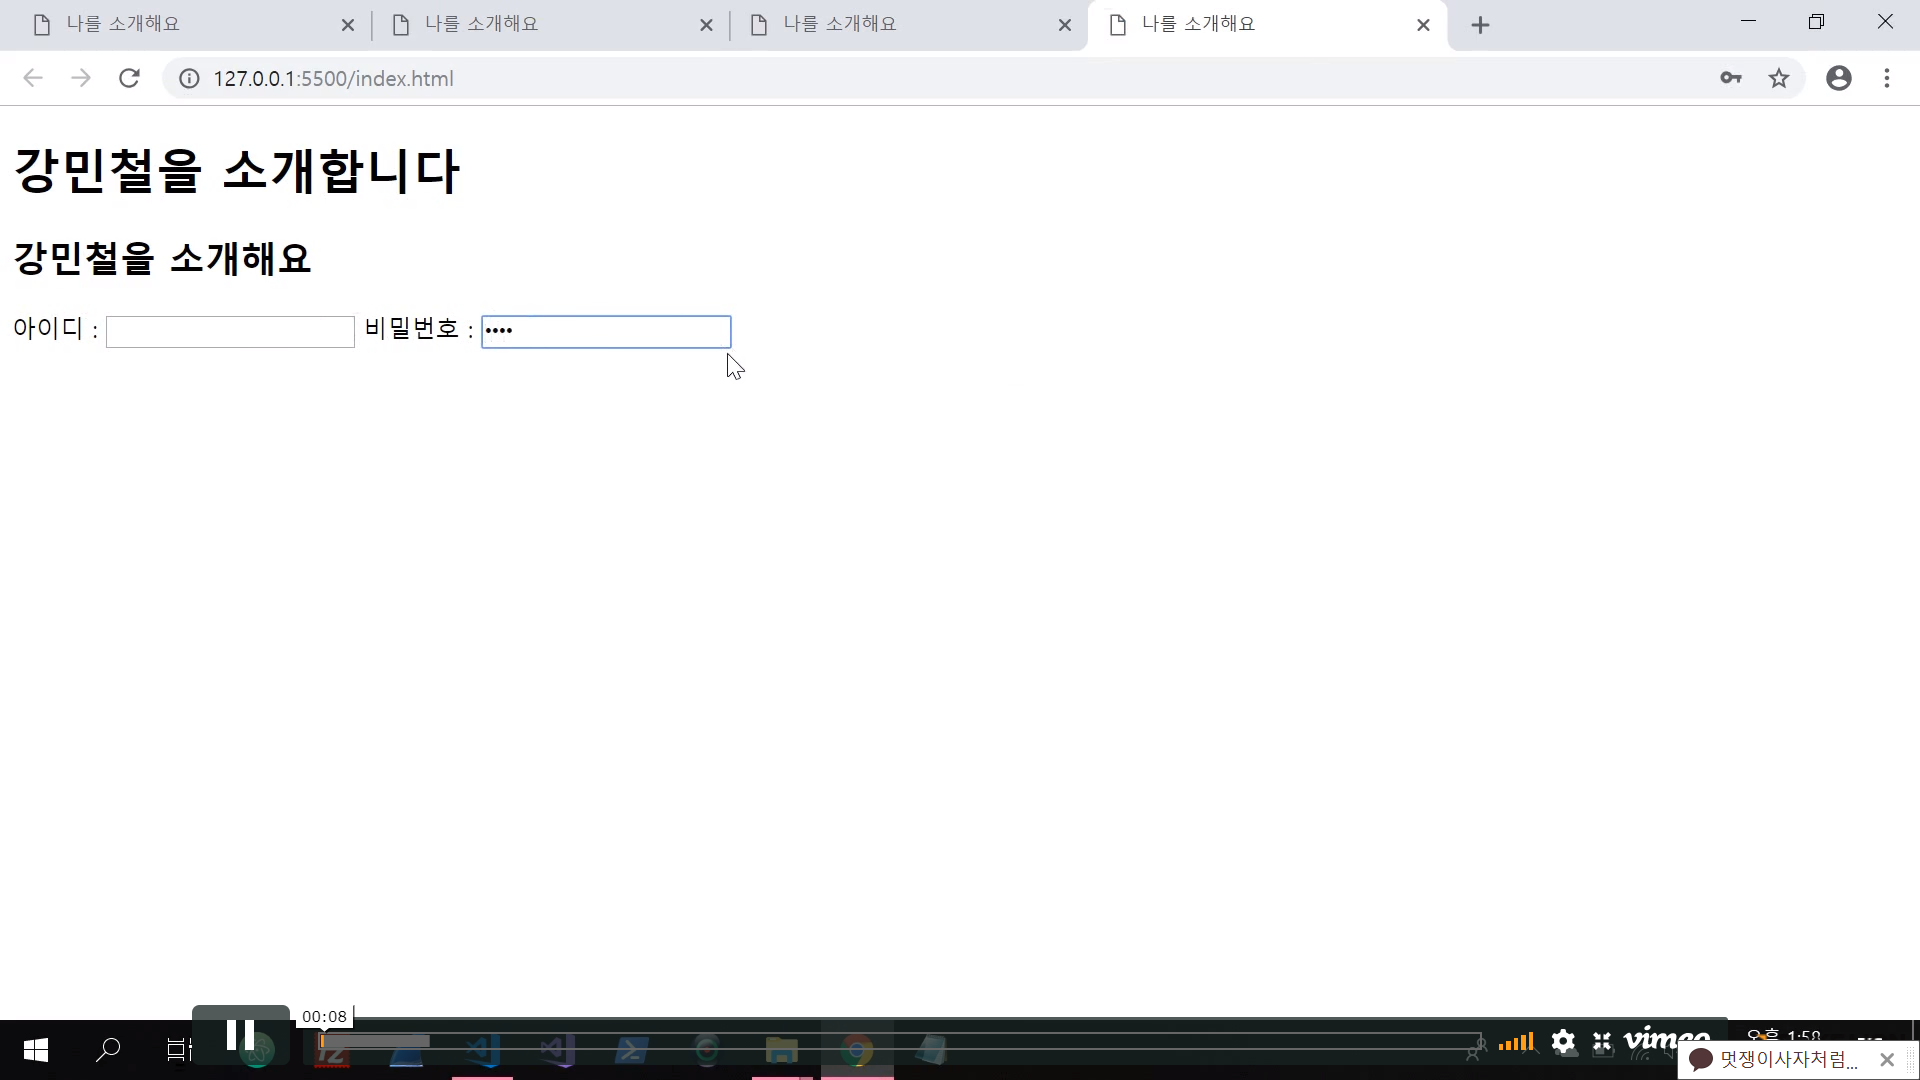 나를 소개해요
나를 소개해요
나를 소개해요
나를 소개해요
127.0.0.1:5500/index.html
강민철을 소개합니다
강민철을 소개해요
아이디 : 비밀번호 : ••••
00:08
vimeo
오후 1:58
멋쟁이사자처럼...